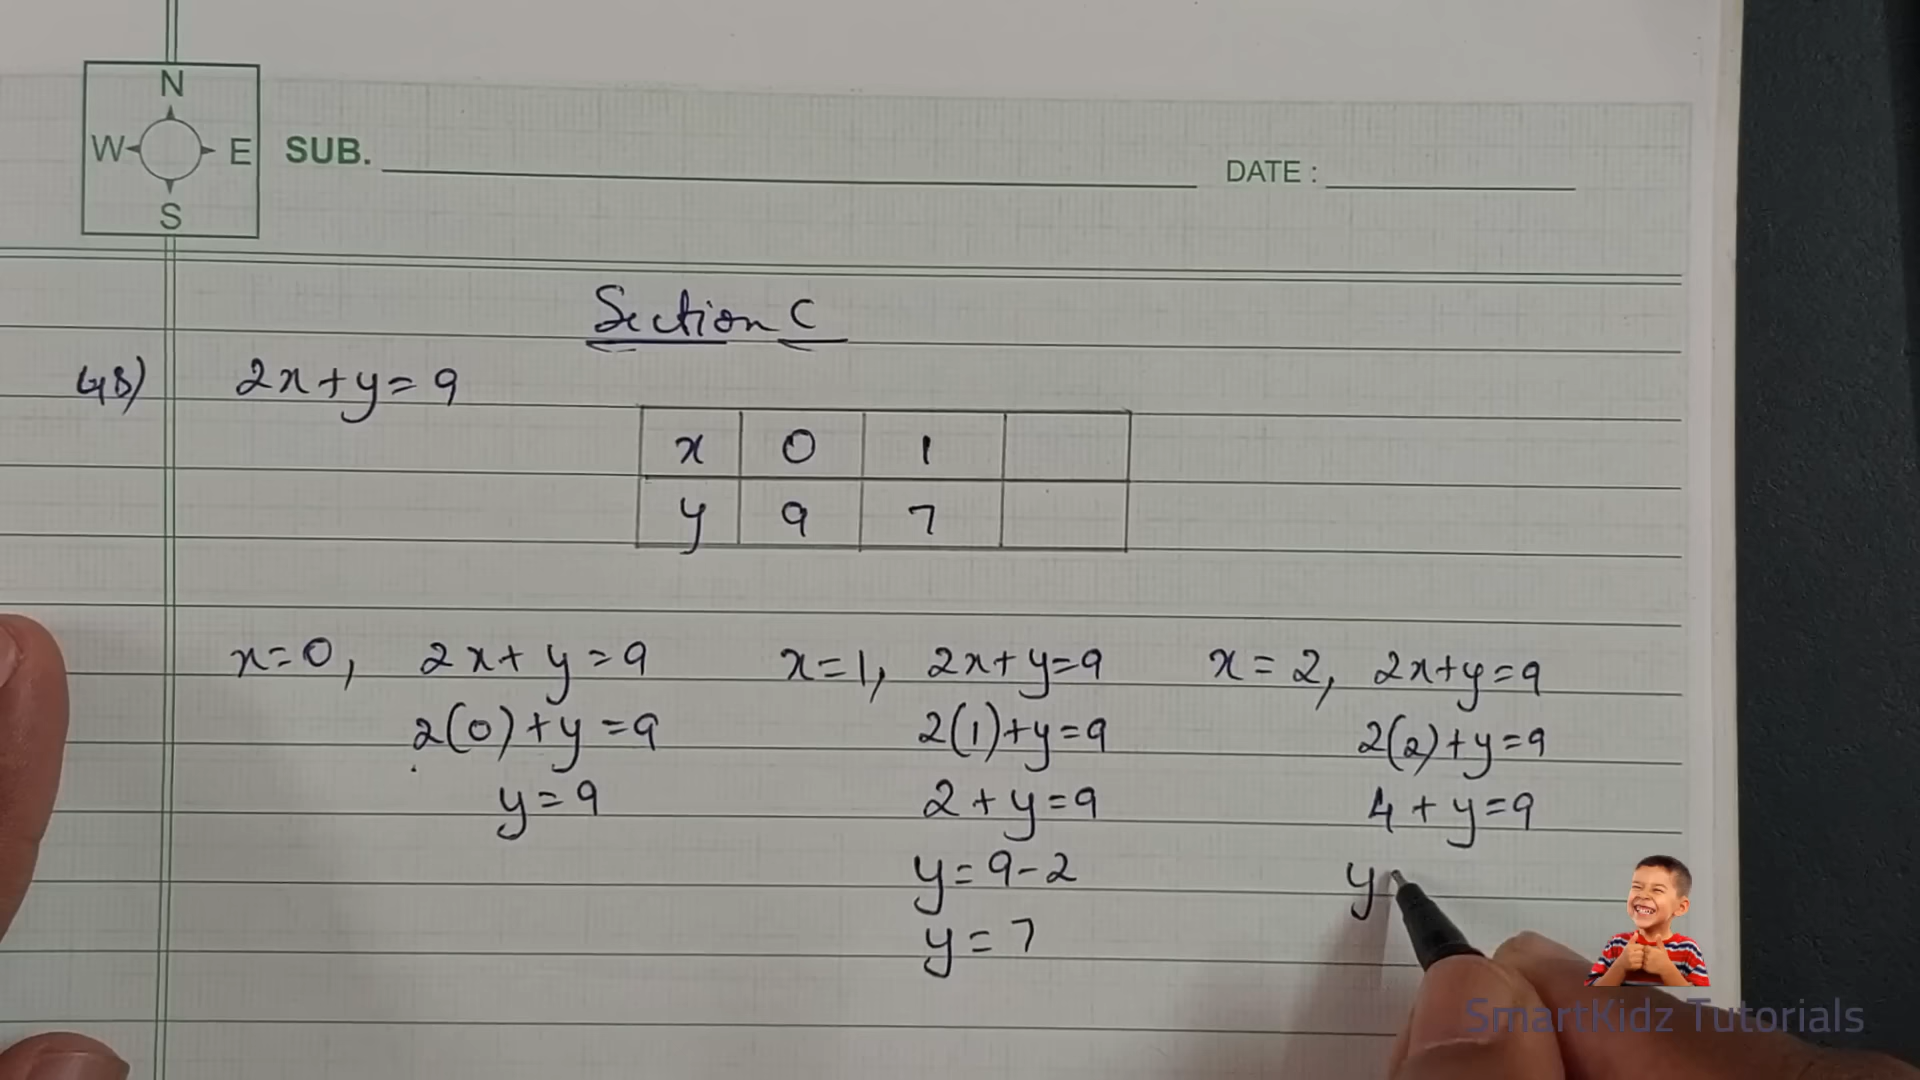 N
W E
S
SUB.
DATE :
Section C
48) 2x+y=9
x 0 1
y 9 7
x=0, 2x+y=9
2(0)+y=9
y=9
x=1, 2x+y=9
2(1)+y=9
2+y=9
y=9-2
y=7
x=2, 2x+y=9
2(2)+y=9
4+y=9
y
SmartKidz Tutorials